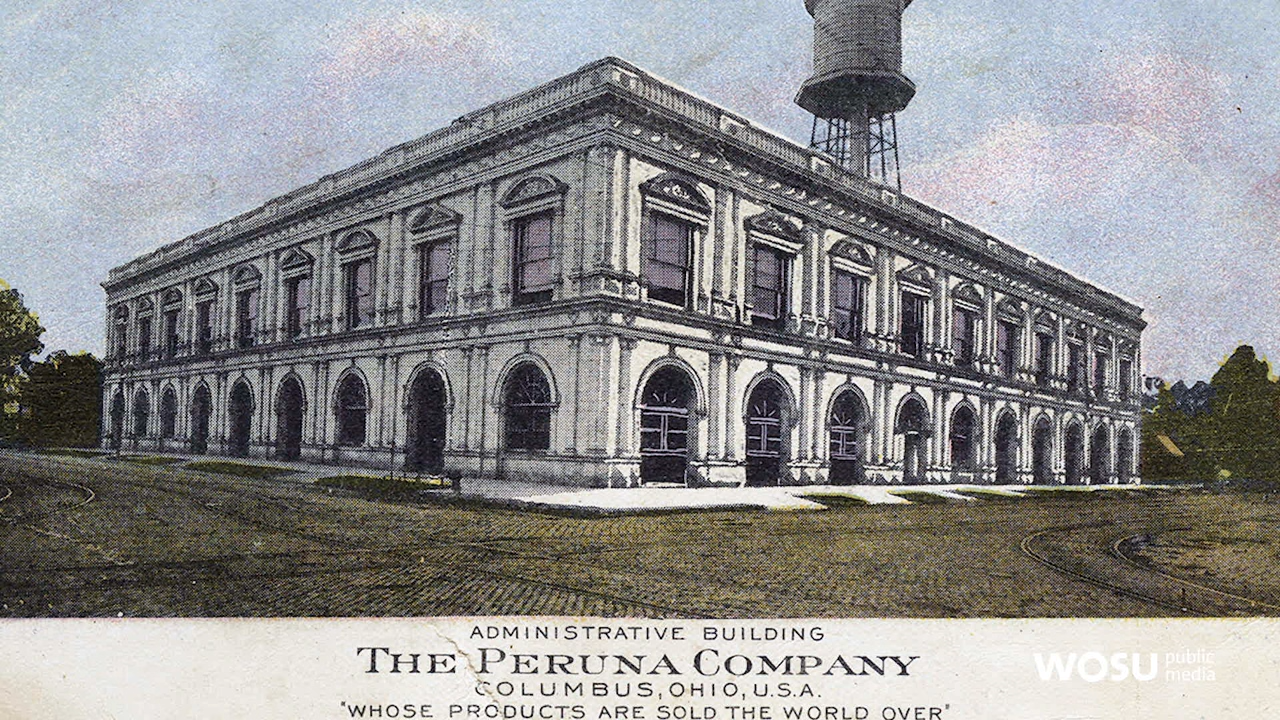 ADMINISTRATIVE BUILDING
THE PERUNA COMPANY
COLUMBUS, OHIO, U.S.A.
"WHOSE PRODUCTS ARE SOLD THE WORLD OVER"
WOSU public media